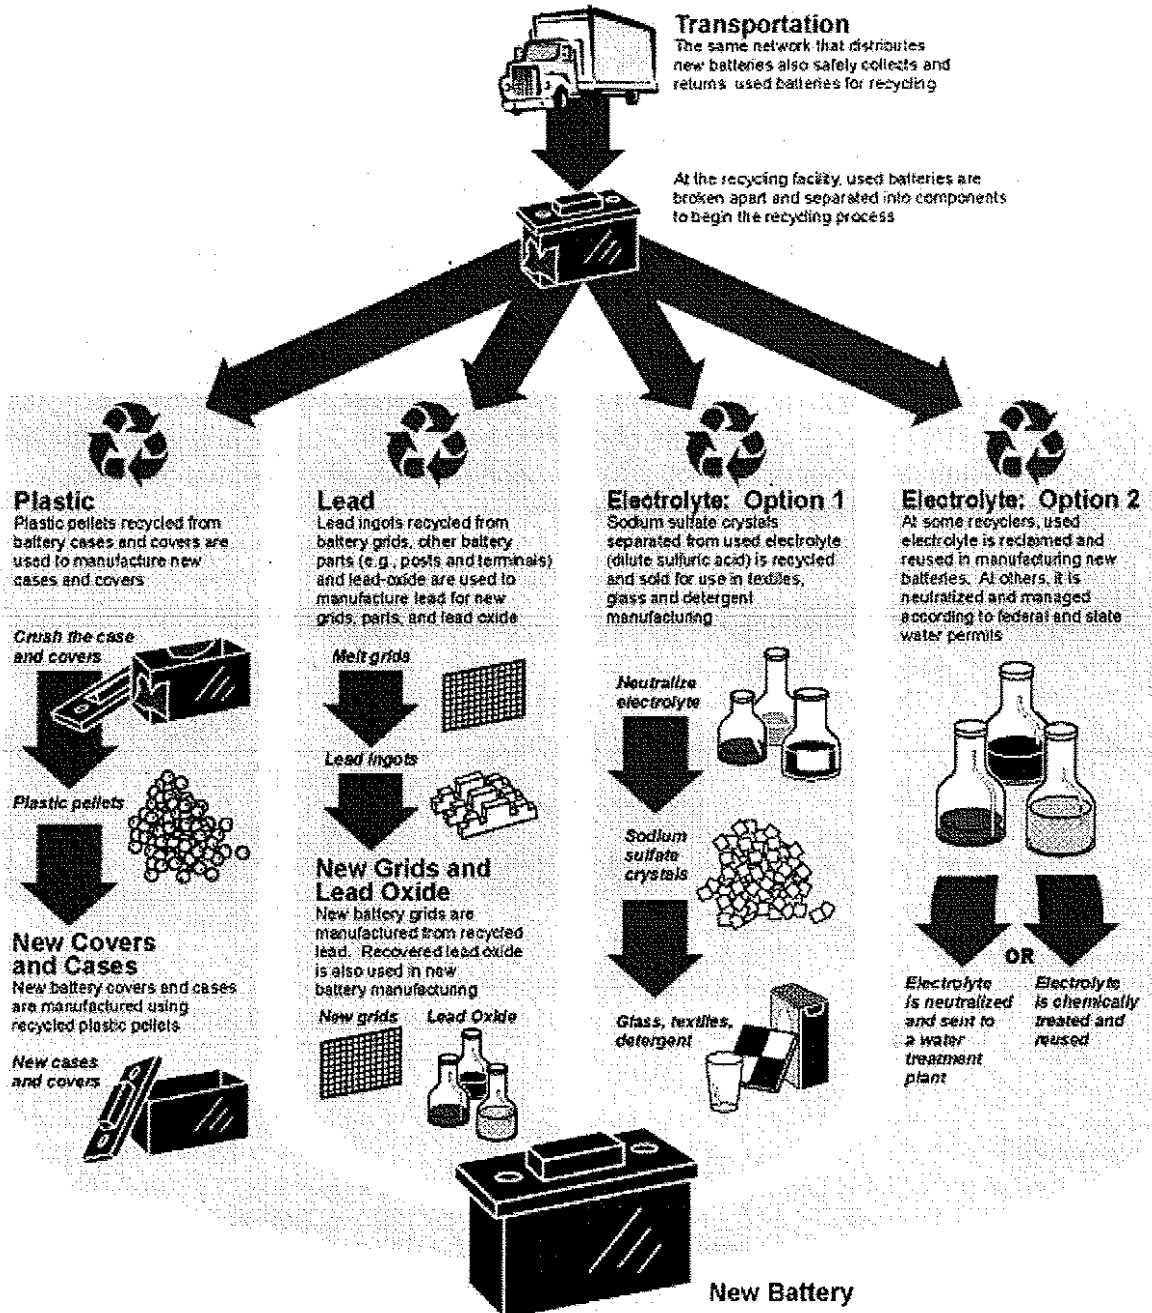 Transportation
The same network that distributes
new batteries also safely collects and
returns used batteries for recycling
At the recycling facility, used batteries are
broken apart and separated into components
to begin the recycling process
Plastic
Plastic pellets recycled from
battery cases and covers are
used to manufacture new
cases and covers
Crush the case
and covers
Plastic pellets
New Covers
and Cases
New battery covers and cases
are manufactured using
recycled plastic pellets
New cases
and covers
Lead
Lead ingots recycled from
battery grids, other battery
parts (e.g., posts and terminals)
and lead-oxide are used to
manufacture lead for new
grids, parts, and lead oxide
Melt grids
Lead ingots
New Grids and
Lead Oxide
New battery grids are
manufactured from recycled
lead. Recovered lead oxide
is also used in new
battery manufacturing
New grids
Lead Oxide
Electrolyte: Option 1
Sodium sulfate crystals
separated from used electrolyte
(dilute sulfuric acid) is recycled
and sold for use in textiles,
glass and detergent
manufacturing
Neutralize
electrolyte
Sodium
sulfate
crystals
Glass, textiles,
detergent
Electrolyte: Option 2
At some recyclers, used
electrolyte is reclaimed and
reused in manufacturing new
batteries. At others, it is
neutralized and managed
according to federal and state
water permits
OR
Electrolyte
is neutralized
and sent to
a water
treatment
plant
Electrolyte
is chemically
treated and
reused
New Battery